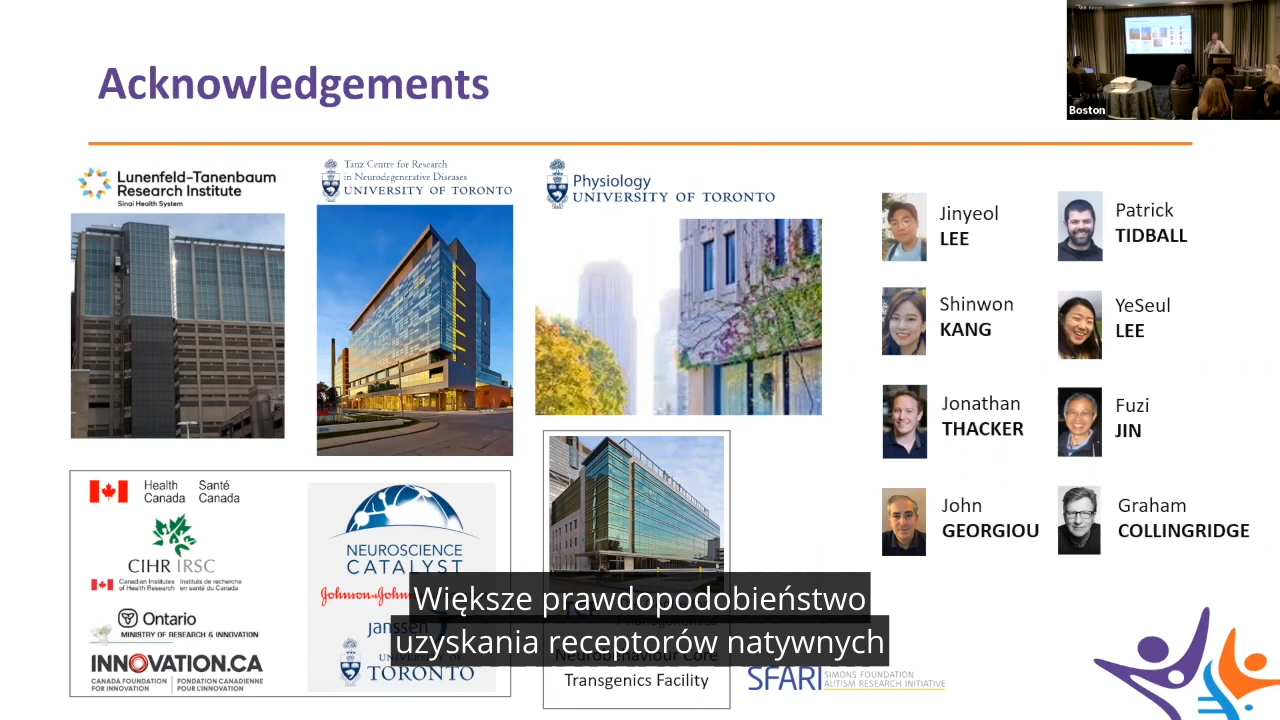 Acknowledgements
Boston
Lunenfeld-Tanenbaum
Research Institute
Sinai Health System
Tanz Centre for Research
in Neurodegenerative Diseases
UNIVERSITY OF TORONTO
Physiology
UNIVERSITY OF TORONTO
Jinyeol
LEE
Patrick
TIDBALL
Shinwon
KANG
YeSeul
LEE
Jonathan
THACKER
Fuzi
JIN
John
GEORGIOU
Graham
COLLINGRIDGE
Health Santé
Canada Canada
CIHR IRSC
Canadian Institutes Instituts de recherche
of Health Research en santé du Canada
Ontario
MINISTRY OF RESEARCH & INNOVATION
INNOVATION.CA
CANADA FOUNDATION FONDATION CANADIENNE
FOR INNOVATION POUR L'INNOVATION
NEUROSCIENCE
CATALYST
janssen
UNIVERSITY OF
TORONTO
Neurobehaviour Core
Transgenics Facility
SFARI SIMONS FOUNDATION
AUTISM RESEARCH INITIATIVE
Większe prawdopodobieństwo
uzyskania receptorów natywnych